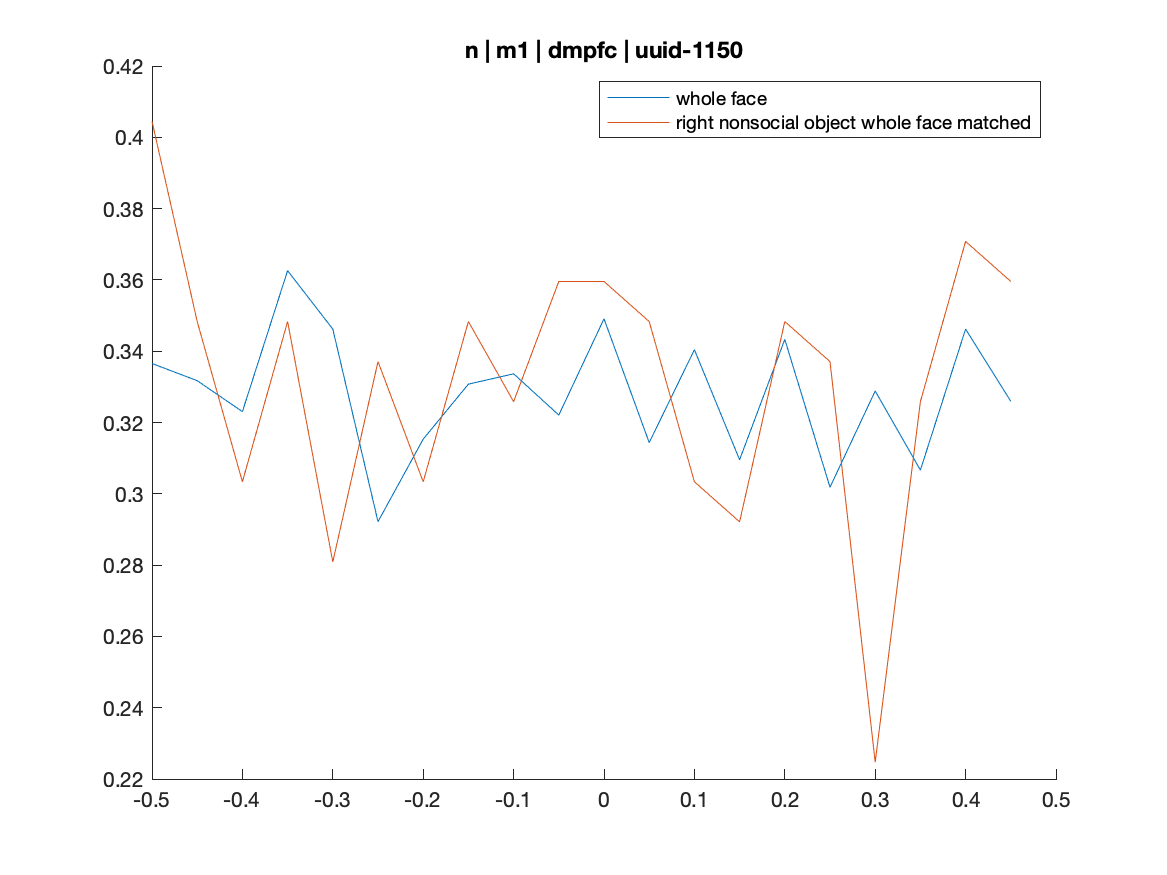 n | m1 | dmpfc | uuid-1150
whole face
right nonsocial object whole face matched
0.42
0.4
0.38
0.36
0.34
0.32
0.3
0.28
0.26
0.24
0.22
-0.5 -0.4 -0.3 -0.2 -0.1 0 0.1 0.2 0.3 0.4 0.5